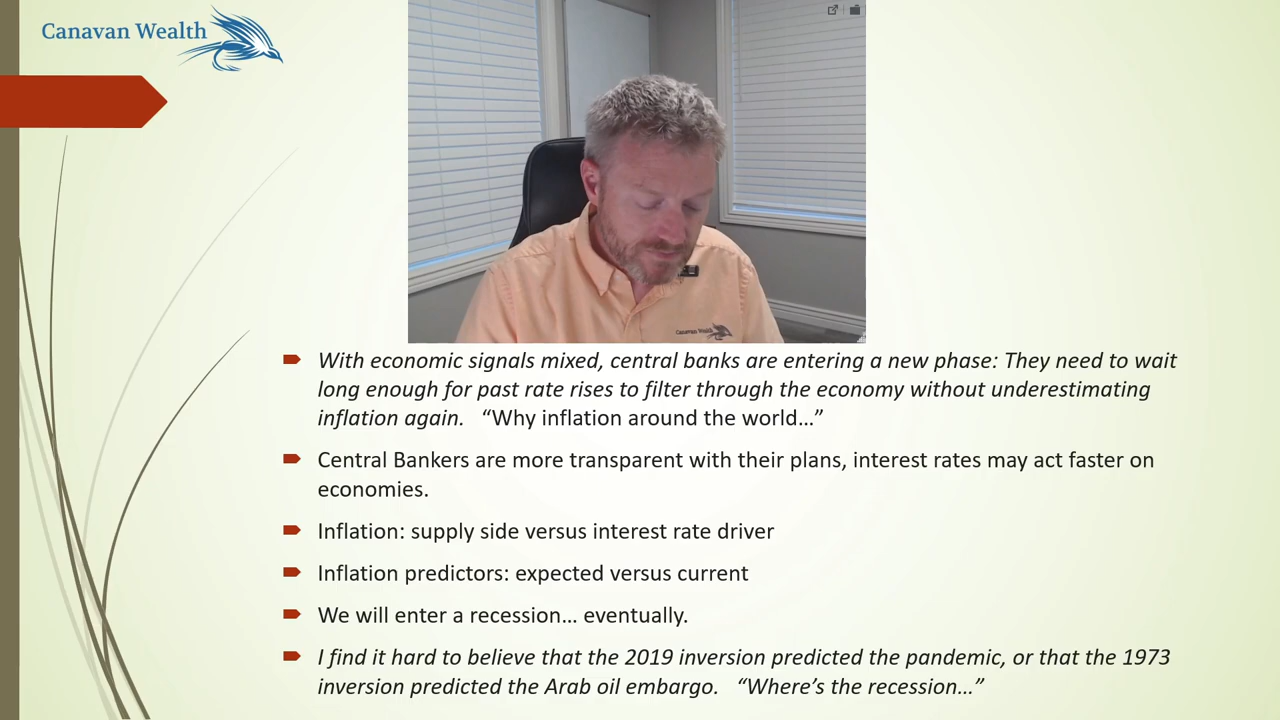 Canavan Wealth
Canavan Wealth
With economic signals mixed, central banks are entering a new phase: They need to wait
long enough for past rate rises to filter through the economy without underestimating
inflation again.   “Why inflation around the world…”
Central Bankers are more transparent with their plans, interest rates may act faster on
economies.
Inflation: supply side versus interest rate driver
Inflation predictors: expected versus current
We will enter a recession… eventually.
I find it hard to believe that the 2019 inversion predicted the pandemic, or that the 1973
inversion predicted the Arab oil embargo.   “Where’s the recession…”